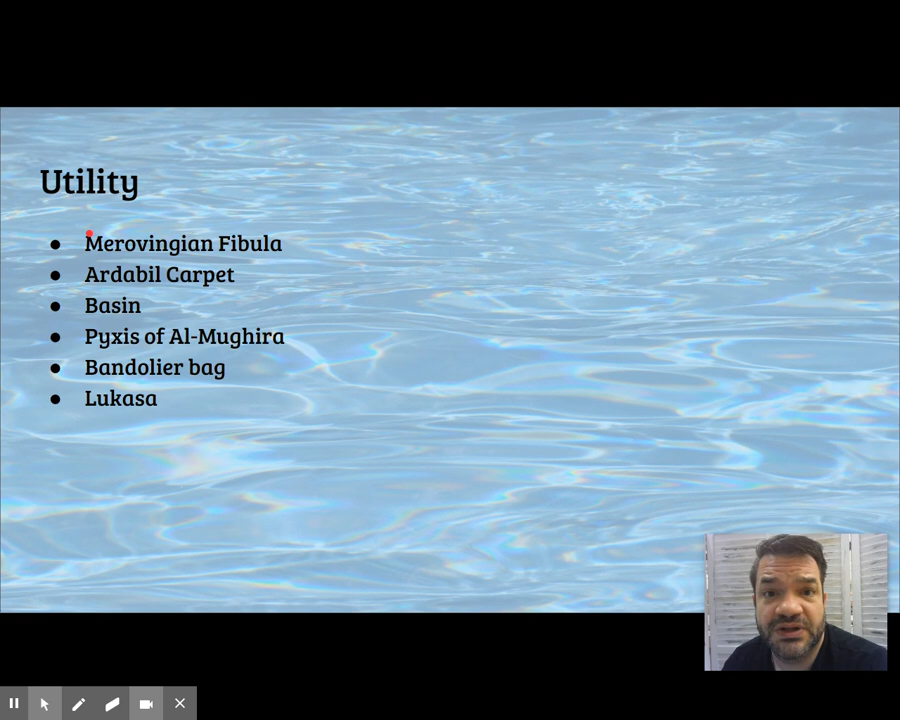 Utility
● Merovingian Fibula
● Ardabil Carpet
● Basin
● Pyxis of Al-Mughira
● Bandolier bag
● Lukasa